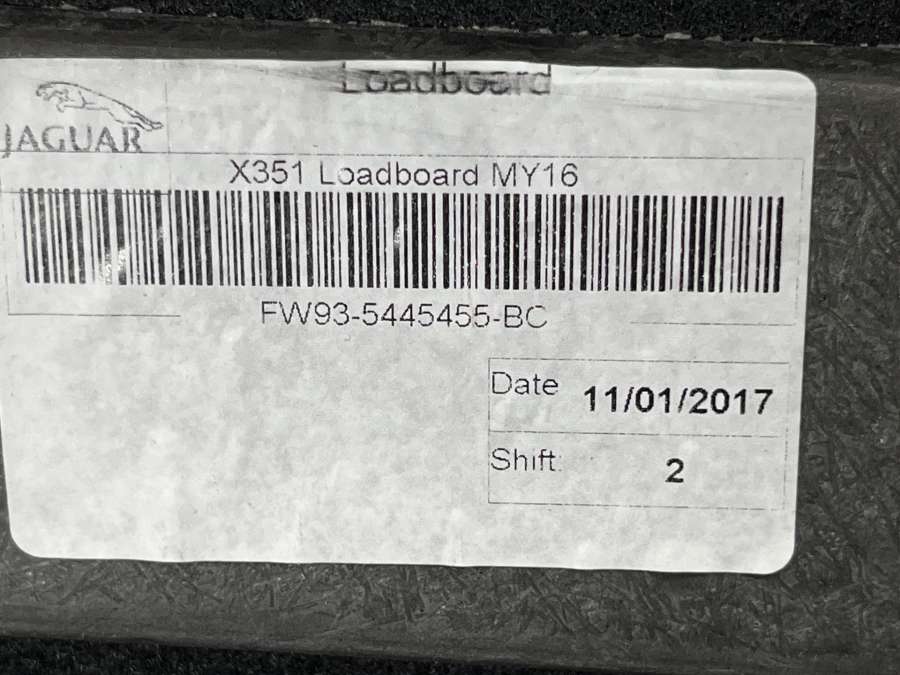 Loadboard
JAGUAR
X351 Loadboard MY16
FW93-5445455-BC
Date 11/01/2017
Shift: 2